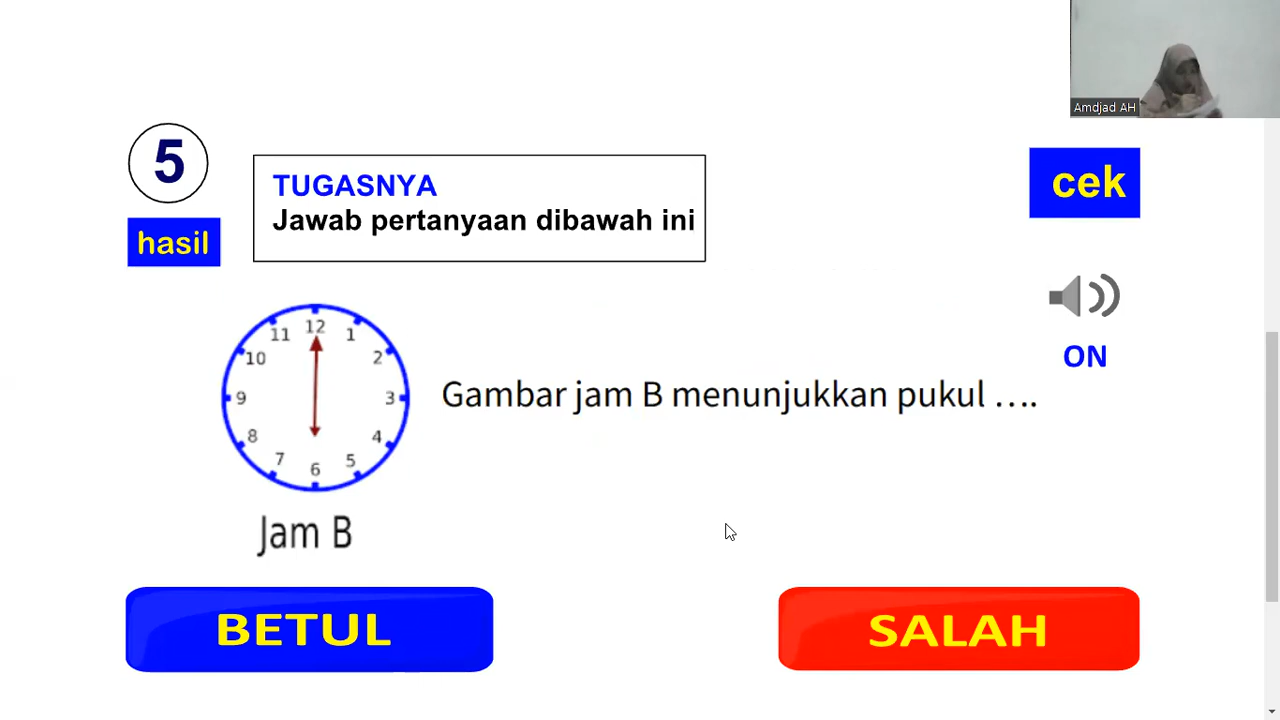 Amdjad AH
5
TUGASNYA
Jawab pertanyaan dibawah ini
cek
hasil
12
11 1
10 2
9 3
8 4
7 5
6
ON
Gambar jam B menunjukkan pukul ....
Jam B
BETUL
SALAH